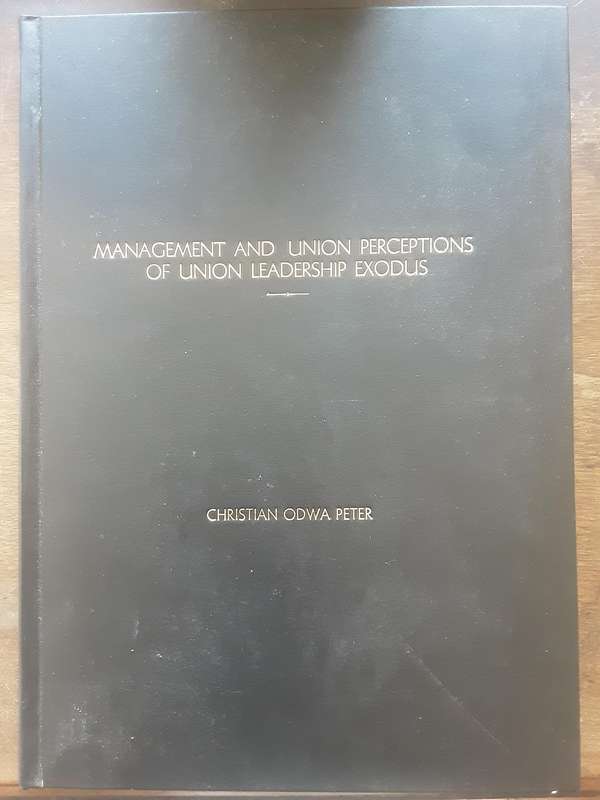 MANAGEMENT AND UNION PERCEPTIONS
OF UNION LEADERSHIP EXODUS
CHRISTIAN ODWA PETER